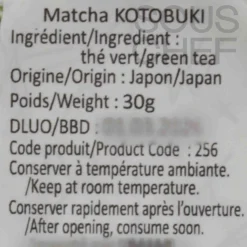 Matcha KOTOBUKI
Ingrédient/Ingredient :
thé vert/green tea
Origine/Origin : Japon/Japan
Poids/Weight : 30g
DLUO/BBD :
Code produit/Product Code : 256
Conserver à température ambiante.
/Keep at room temperature.
Conserver rapidement après l'ouverture.
/After opening, consume soon.